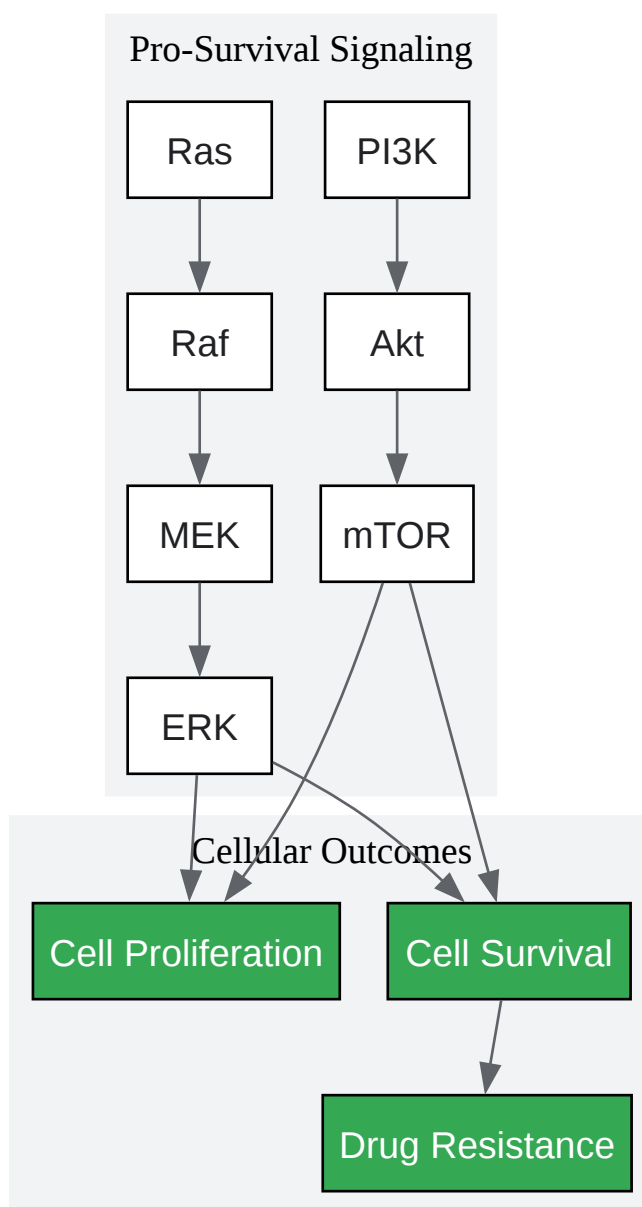 Pro-Survival Signaling
Ras
PI3K
Raf
Akt
MEK
mTOR
ERK
Cellular Outcomes
Cell Proliferation
Cell Survival
Drug Resistance